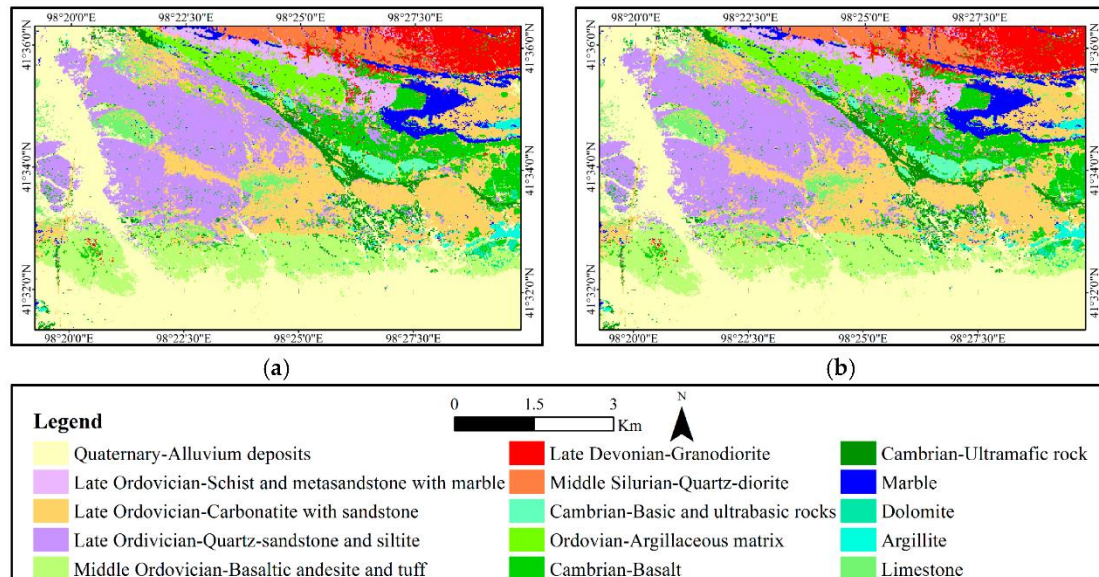 98°20'0"E 98°22'30"E 98°25'0"E 98°27'30"E
98°20'0"E 98°22'30"E 98°25'0"E 98°27'30"E
41°36'0"N 41°36'0"N
41°36'0"N 41°36'0"N
41°34'0"N 41°34'0"N
41°34'0"N 41°34'0"N
41°32'0"N 41°32'0"N
41°32'0"N 41°32'0"N
98°20'0"E 98°22'30"E 98°25'0"E 98°27'30"E
98°20'0"E 98°22'30"E 98°25'0"E 98°27'30"E
(a) (b)
Legend
0 1.5 3
Km
N
Quaternary-Alluvium deposits
Late Ordovician-Schist and metasandstone with marble
Late Ordovician-Carbonatite with sandstone
Late Ordivician-Quartz-sandstone and siltite
Middle Ordovician-Basaltic andesite and tuff
Late Devonian-Granodiorite
Middle Silurian-Quartz-diorite
Cambrian-Basic and ultrabasic rocks
Ordovian-Argillaceous matrix
Cambrian-Basalt
Cambrian-Ultramafic rock
Marble
Dolomite
Argillite
Limestone